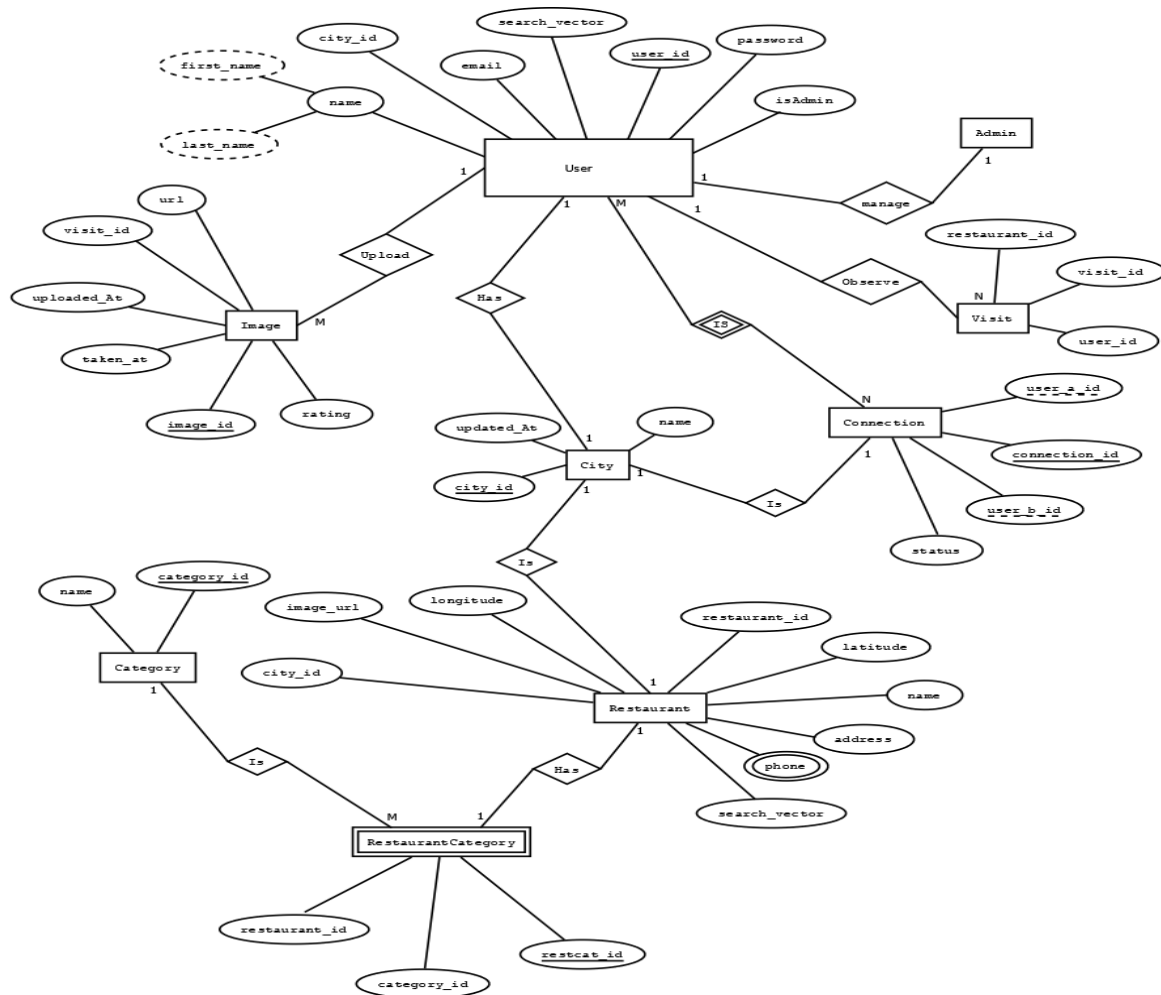 search_vector
city_id
user_id
password
first_name
email
name
isAdmin
Admin
last_name
User
1
1
1
url
1
M
1
manage
visit_id
restaurant_id
Upload
visit_id
Observe
uploaded_At
Has
N
Image
M
Visit
IS
user_id
taken_at
user_a_id
N
image_id
rating
updated_At
name
Connection
1
1
connection_id
City
1
city_id
1
Is
user_b_id
status
Is
category_id
name
longitude
image_url
restaurant_id
latitude
Category
city_id
1
1
name
Restaurant
1
address
Is
Has
phone
M
1
search_vector
RestaurantCategory
restaurant_id
restcat_id
category_id